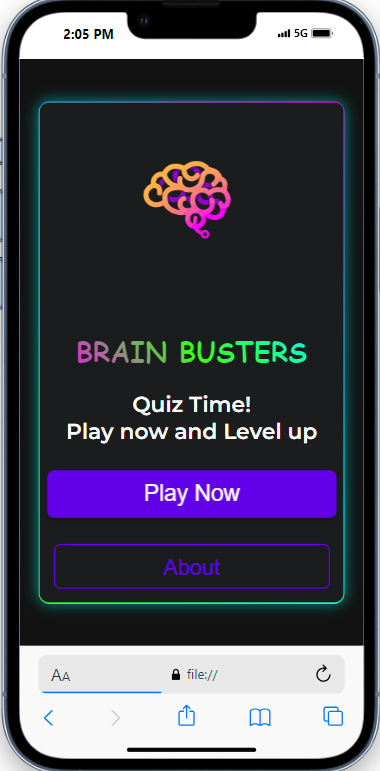 2:05 PM
5G
BRAIN BUSTERS
Quiz Time!
Play now and Level up
Play Now
About
AA
file://